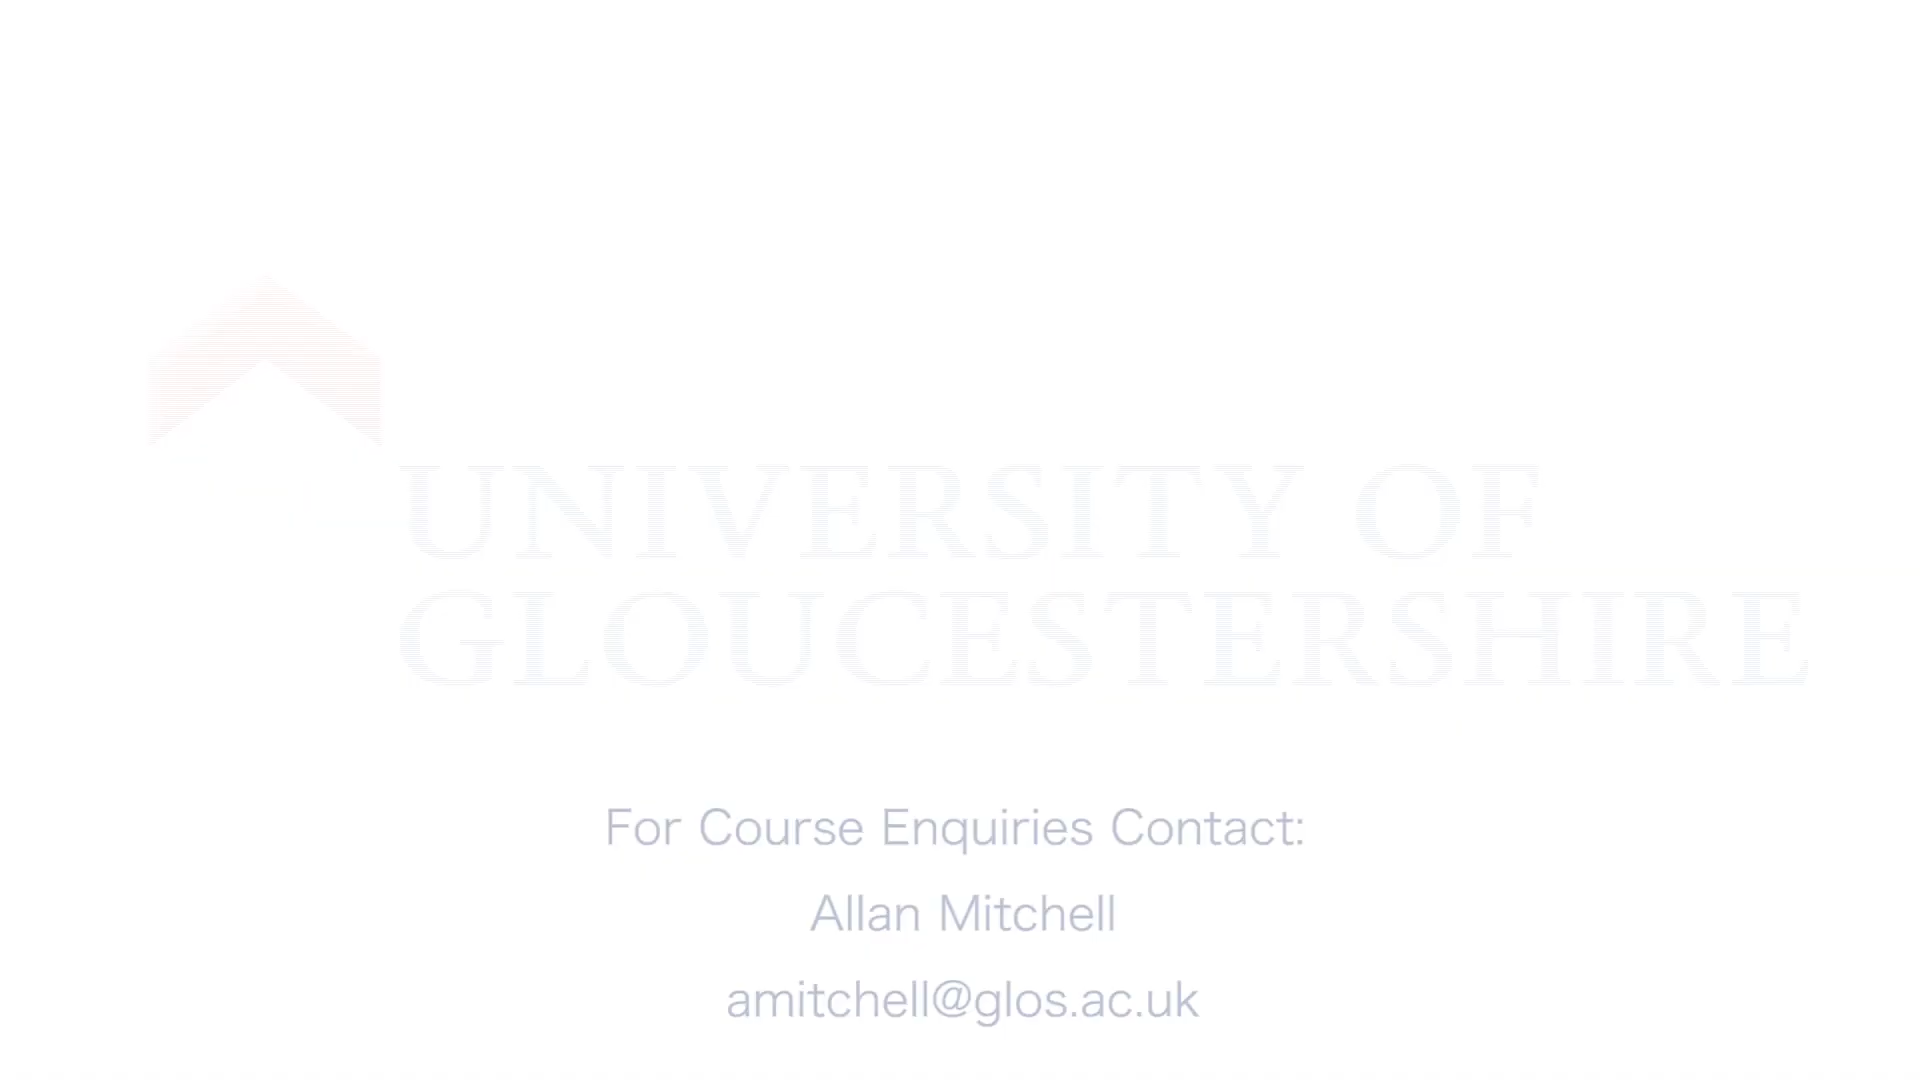 UNIVERSITY OF
GLOUCESTERSHIRE
For Course Enquiries Contact:
Allan Mitchell
amitchell@glos.ac.uk